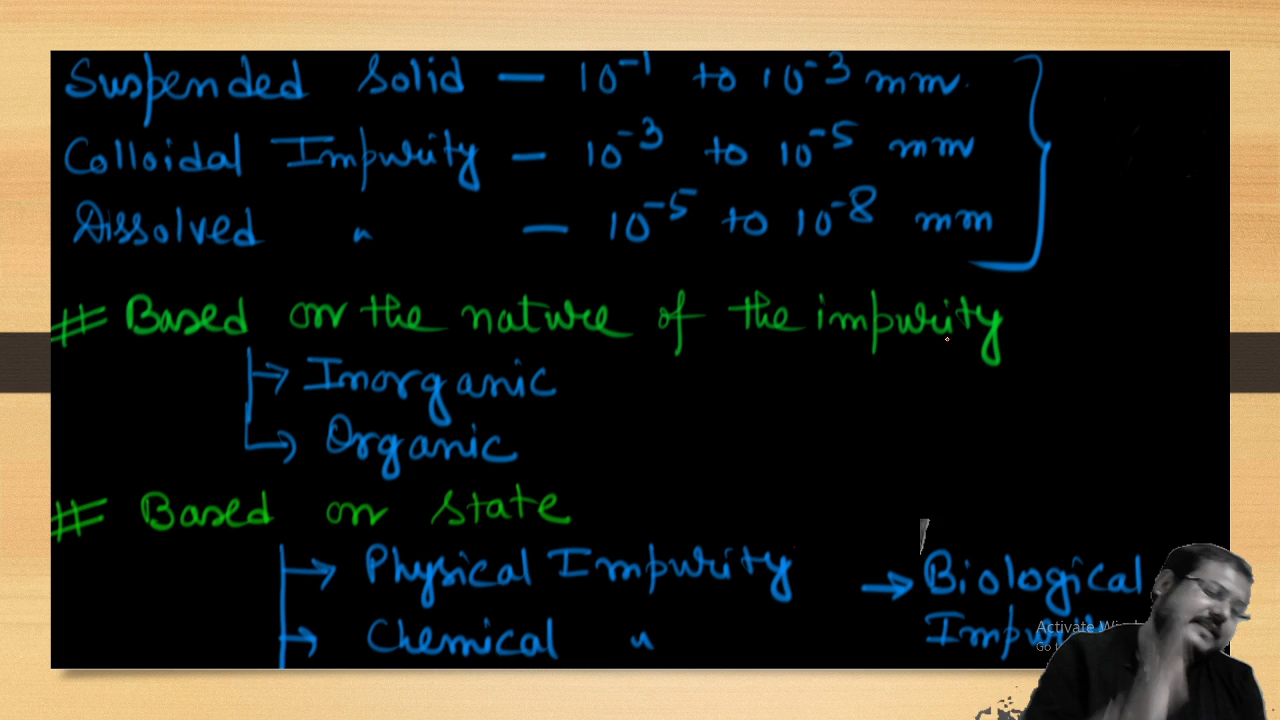 Suspended Solid — 10⁻¹ to 10⁻³ mm.
Colloidal Impurity — 10⁻³ to 10⁻⁵ mm
Dissolved " — 10⁻⁵ to 10⁻⁸ mm
# Based on the nature of the impurity
→ Inorganic
→ Organic
# Based on state
→ Physical Impurity
→ Chemical "
→ Biological
Activate
Go